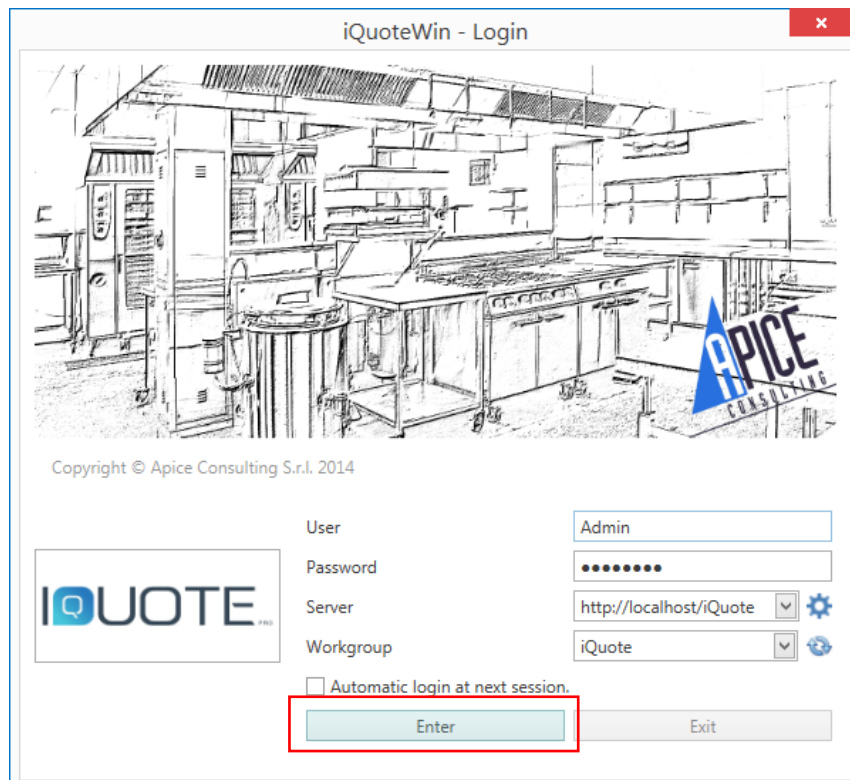 iQuoteWin - Login
APICE
CONSULTING
Copyright © Apice Consulting S.r.l. 2014
User
Admin
Password
●●●●●●●●
IQUOTE PRO
Server
http://localhost/iQuote
Workgroup
iQuote
Automatic login at next session.
Enter
Exit